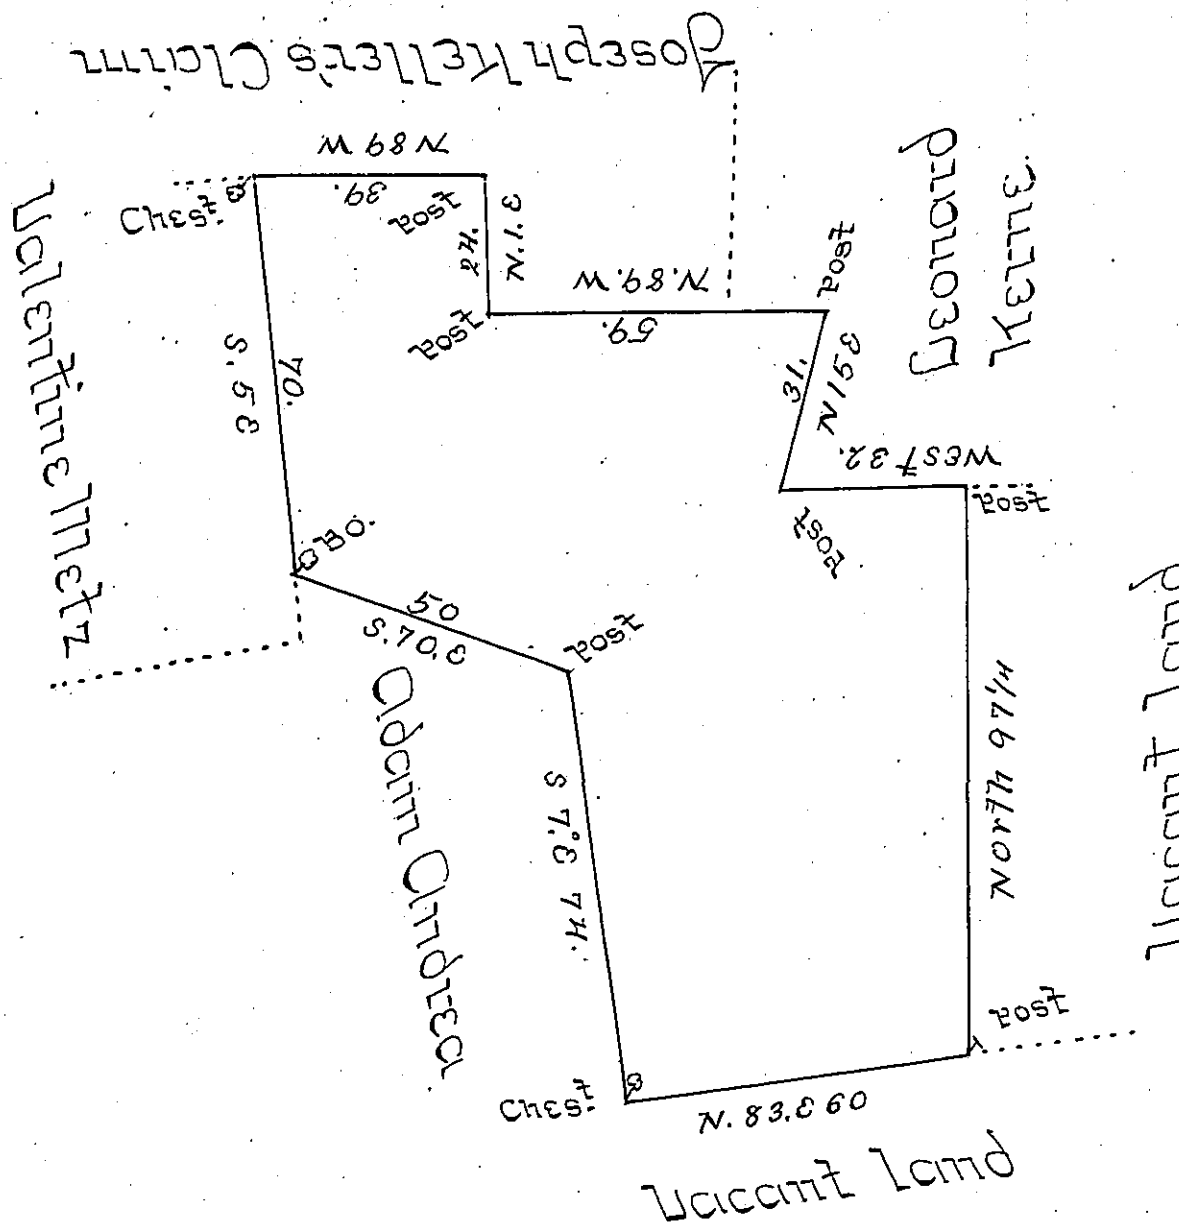 Joseph Keller's Claim
N 89 W
39.
Chest
post
24.
N. 1. E
post
N. 89. W
59.
post
Leonard
Keller
31.
N 15 E
West 32.
Post
Post
Valentine Metz
S. 5 E
70.
Do.
50
S. 70. E
Post
Adam Andrea
S 7.° E 74.
North 97 1/4
Vacant land
Post
Chest
N. 83. E 60
Vacant land